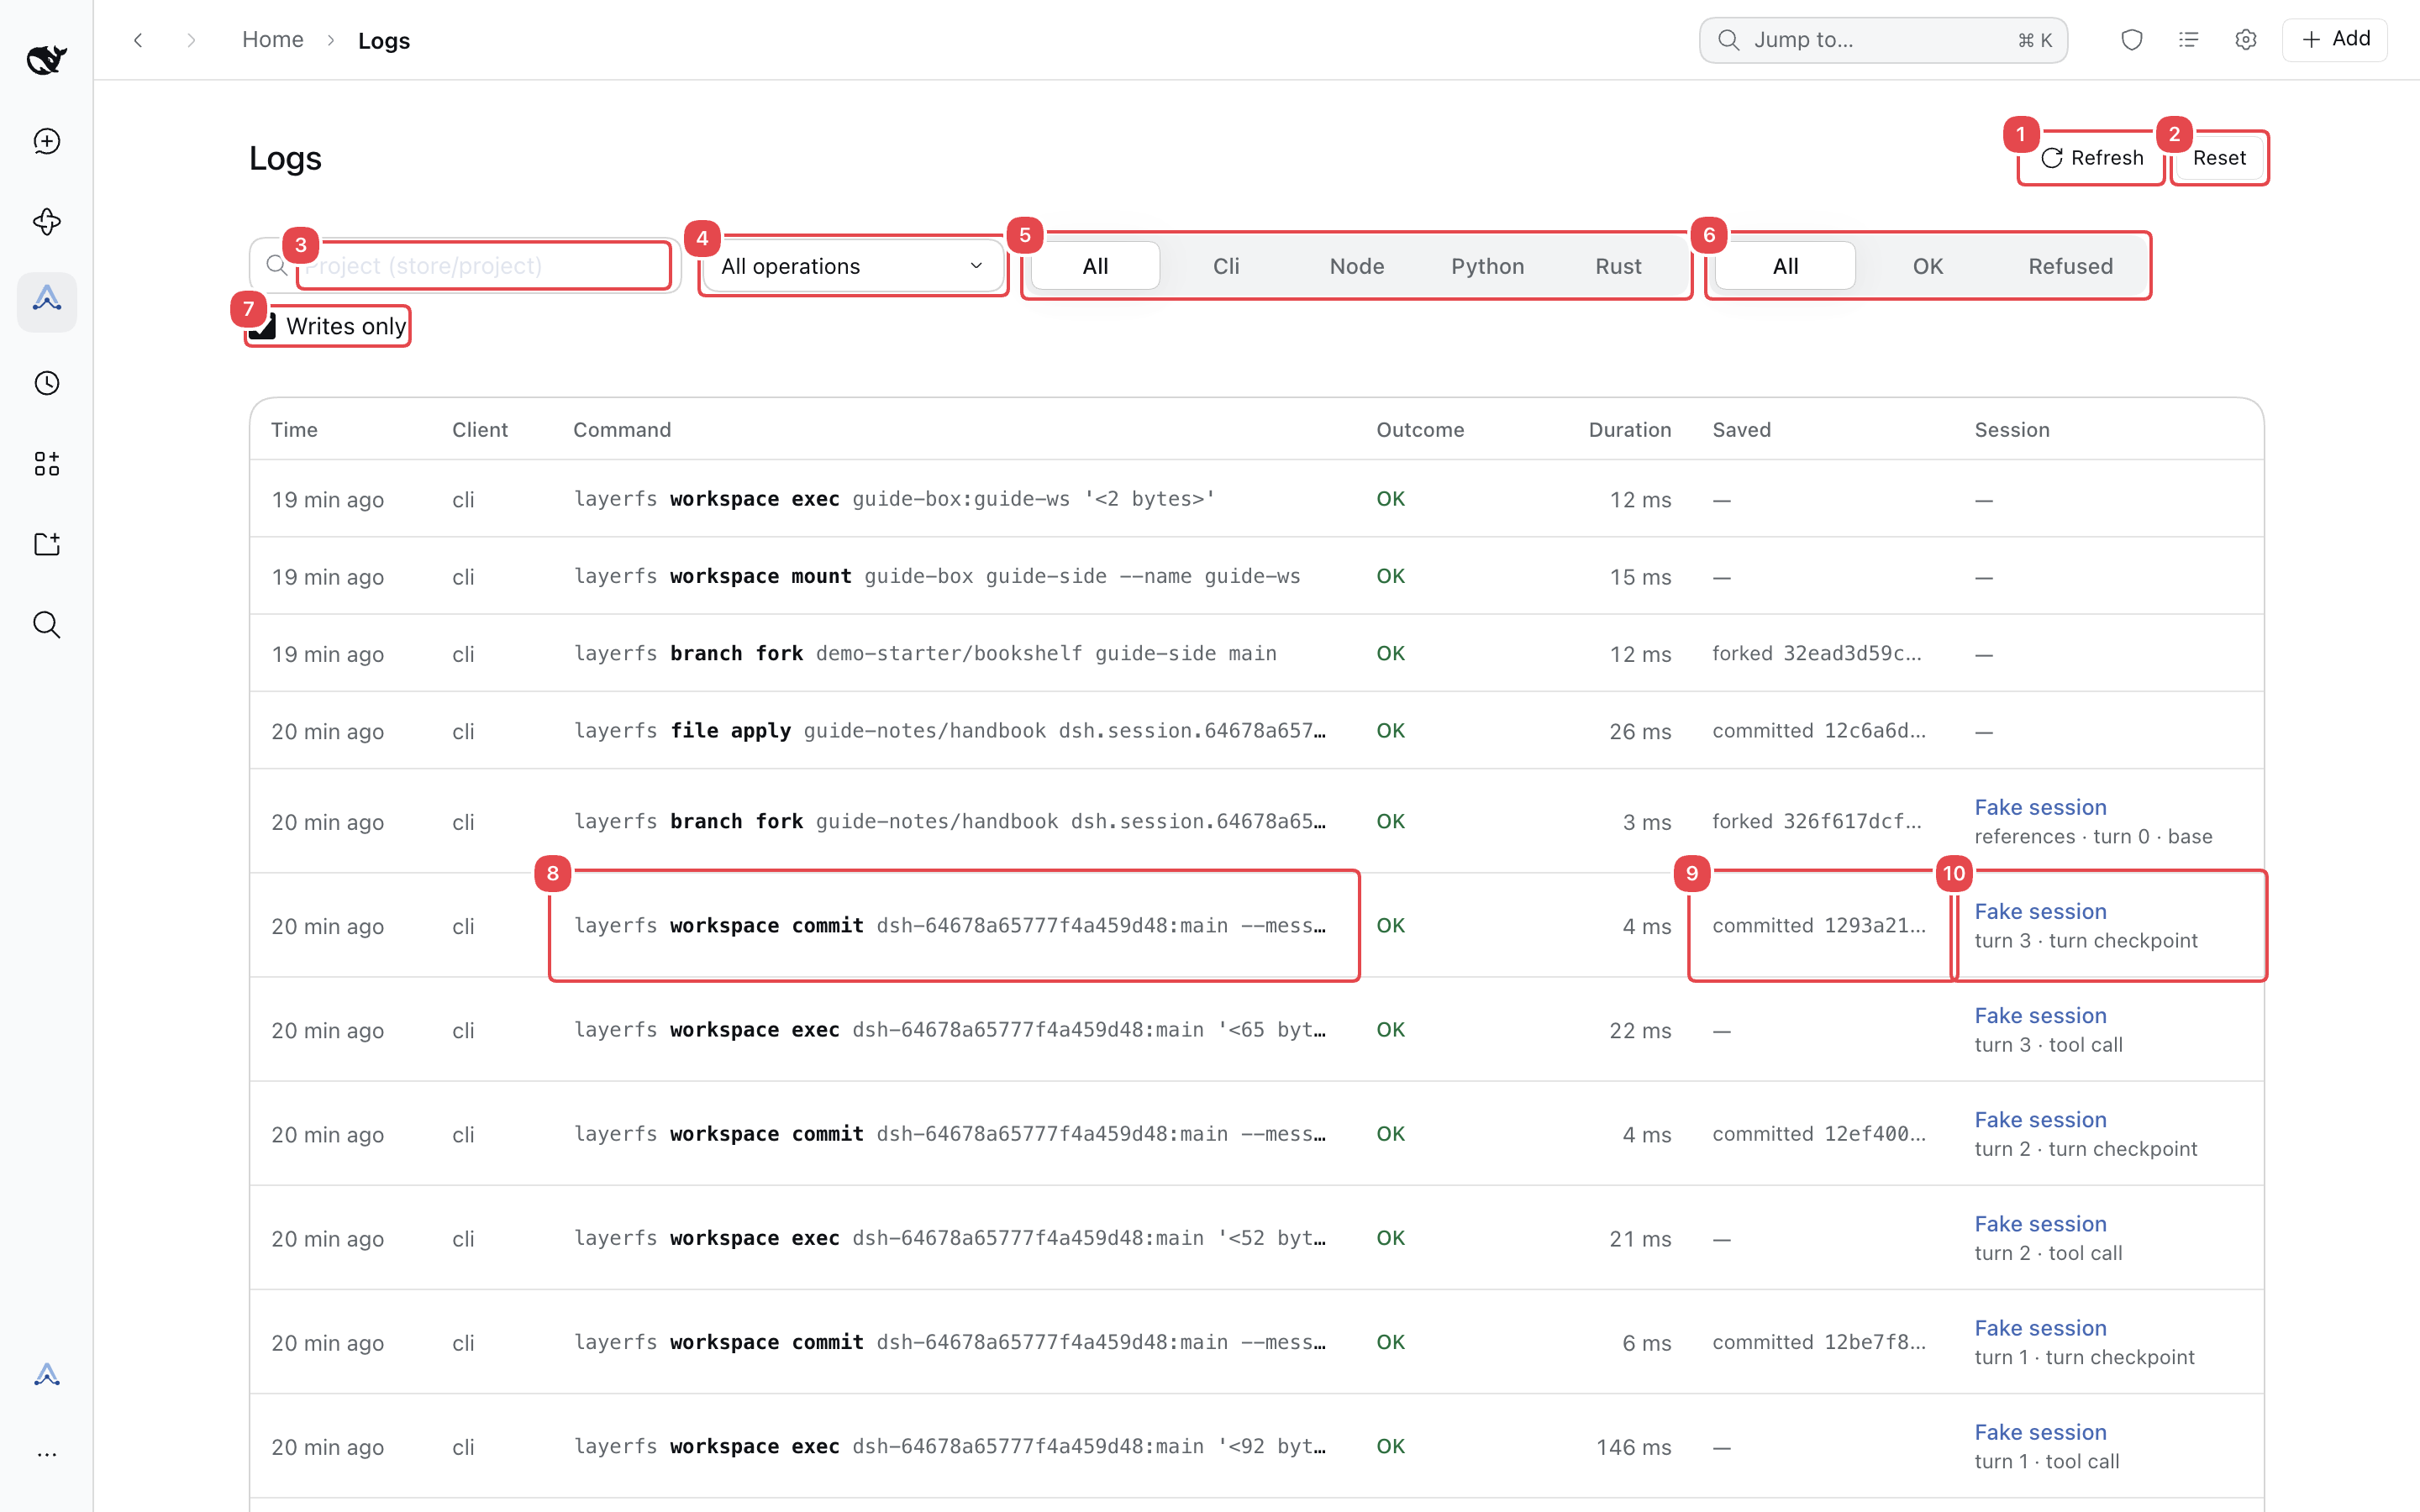 Home › Logs
Jump to... ⌘ K
+ Add
Logs
1 Refresh
2 Reset
3 Project (store/project)
4 All operations
5 All Cli Node Python Rust
6 All OK Refused
7 Writes only
Time Client Command Outcome Duration Saved Session
19 min ago cli layerfs workspace exec guide-box:guide-ws '<2 bytes>' OK 12 ms — —
19 min ago cli layerfs workspace mount guide-box guide-side --name guide-ws OK 15 ms — —
19 min ago cli layerfs branch fork demo-starter/bookshelf guide-side main OK 12 ms forked 32ead3d59c… —
20 min ago cli layerfs file apply guide-notes/handbook dsh.session.64678a657… OK 26 ms committed 12c6a6d… —
20 min ago cli layerfs branch fork guide-notes/handbook dsh.session.64678a65… OK 3 ms forked 326f617dcf… Fake session
references · turn 0 · base
8 9 10
20 min ago cli layerfs workspace commit dsh-64678a65777f4a459d48:main --mess… OK 4 ms committed 1293a21… Fake session
turn 3 · turn checkpoint
20 min ago cli layerfs workspace exec dsh-64678a65777f4a459d48:main '<65 byt… OK 22 ms — Fake session
turn 3 · tool call
20 min ago cli layerfs workspace commit dsh-64678a65777f4a459d48:main --mess… OK 4 ms committed 12ef400… Fake session
turn 2 · turn checkpoint
20 min ago cli layerfs workspace exec dsh-64678a65777f4a459d48:main '<52 byt… OK 21 ms — Fake session
turn 2 · tool call
20 min ago cli layerfs workspace commit dsh-64678a65777f4a459d48:main --mess… OK 6 ms committed 12be7f8… Fake session
turn 1 · turn checkpoint
20 min ago cli layerfs workspace exec dsh-64678a65777f4a459d48:main '<92 byt… OK 146 ms — Fake session
turn 1 · tool call